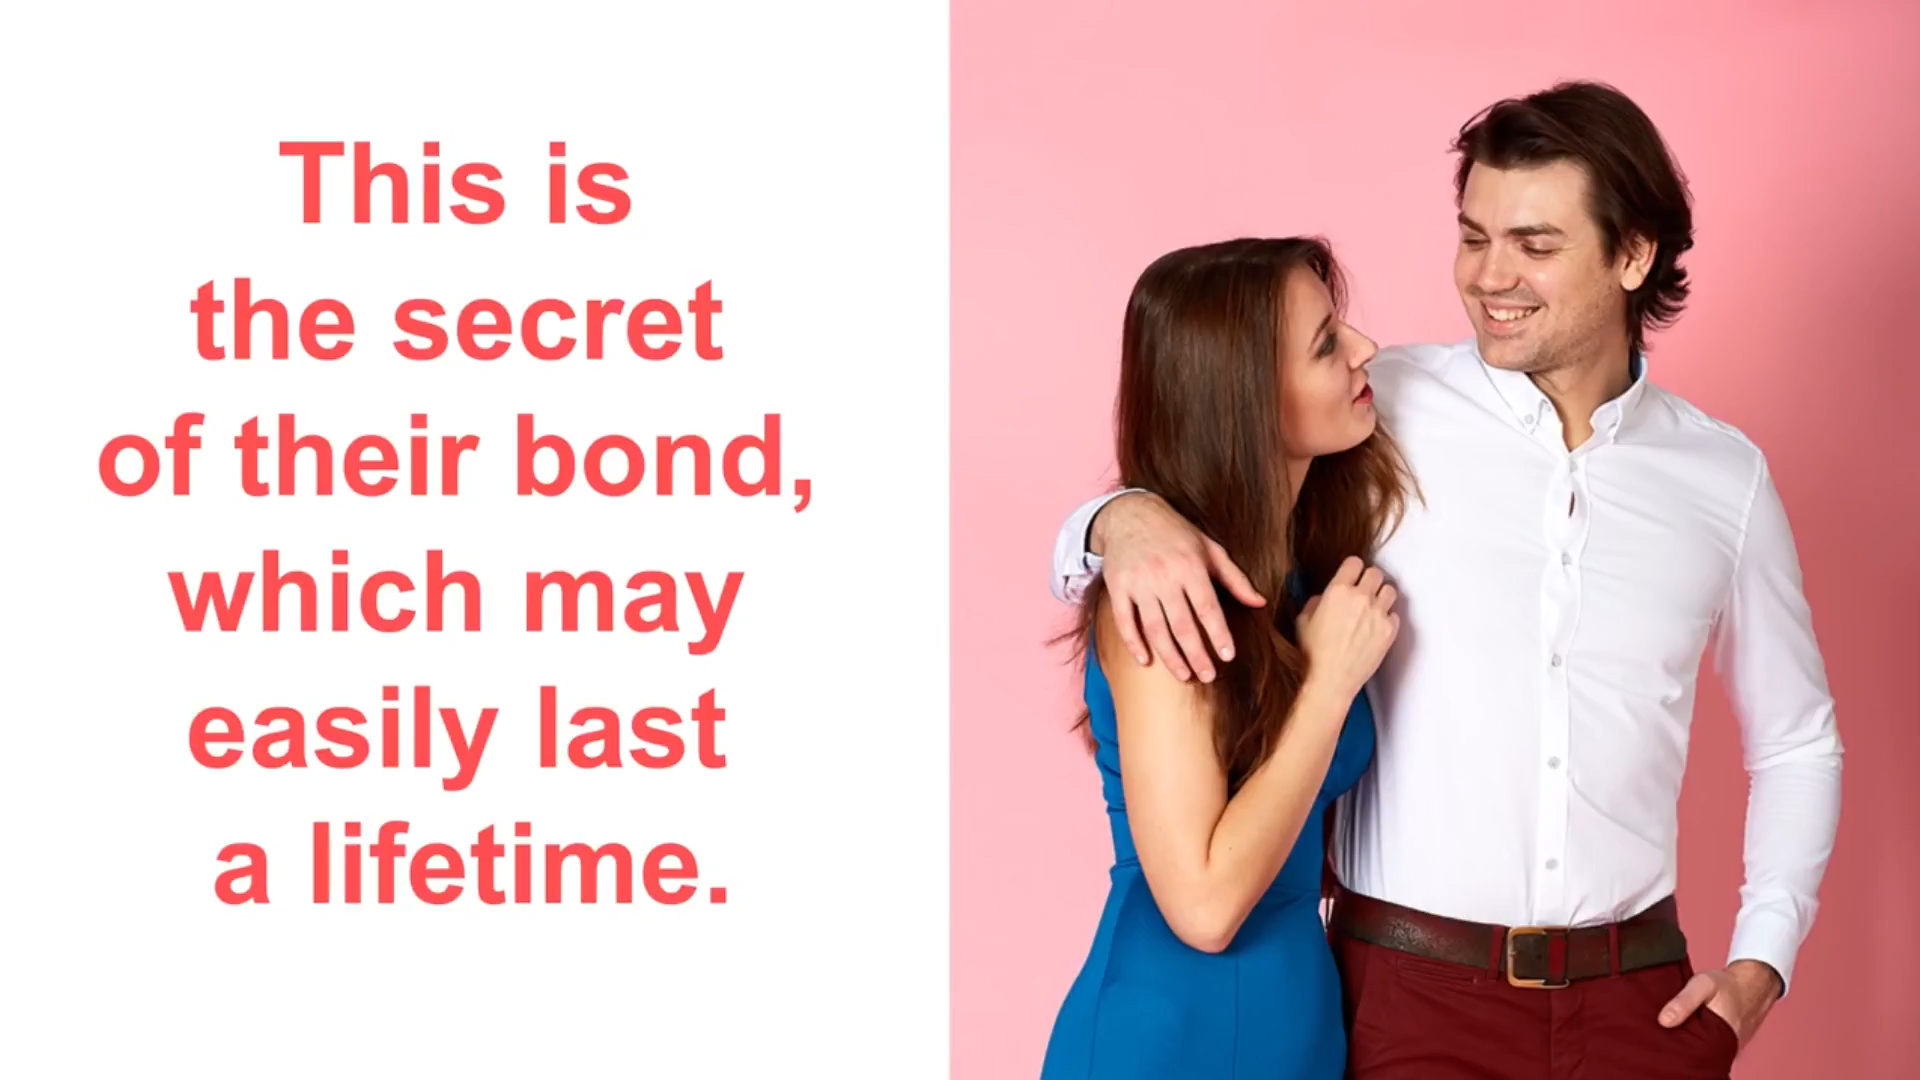 This is
the secret
of their bond,
which may
easily last
a lifetime.